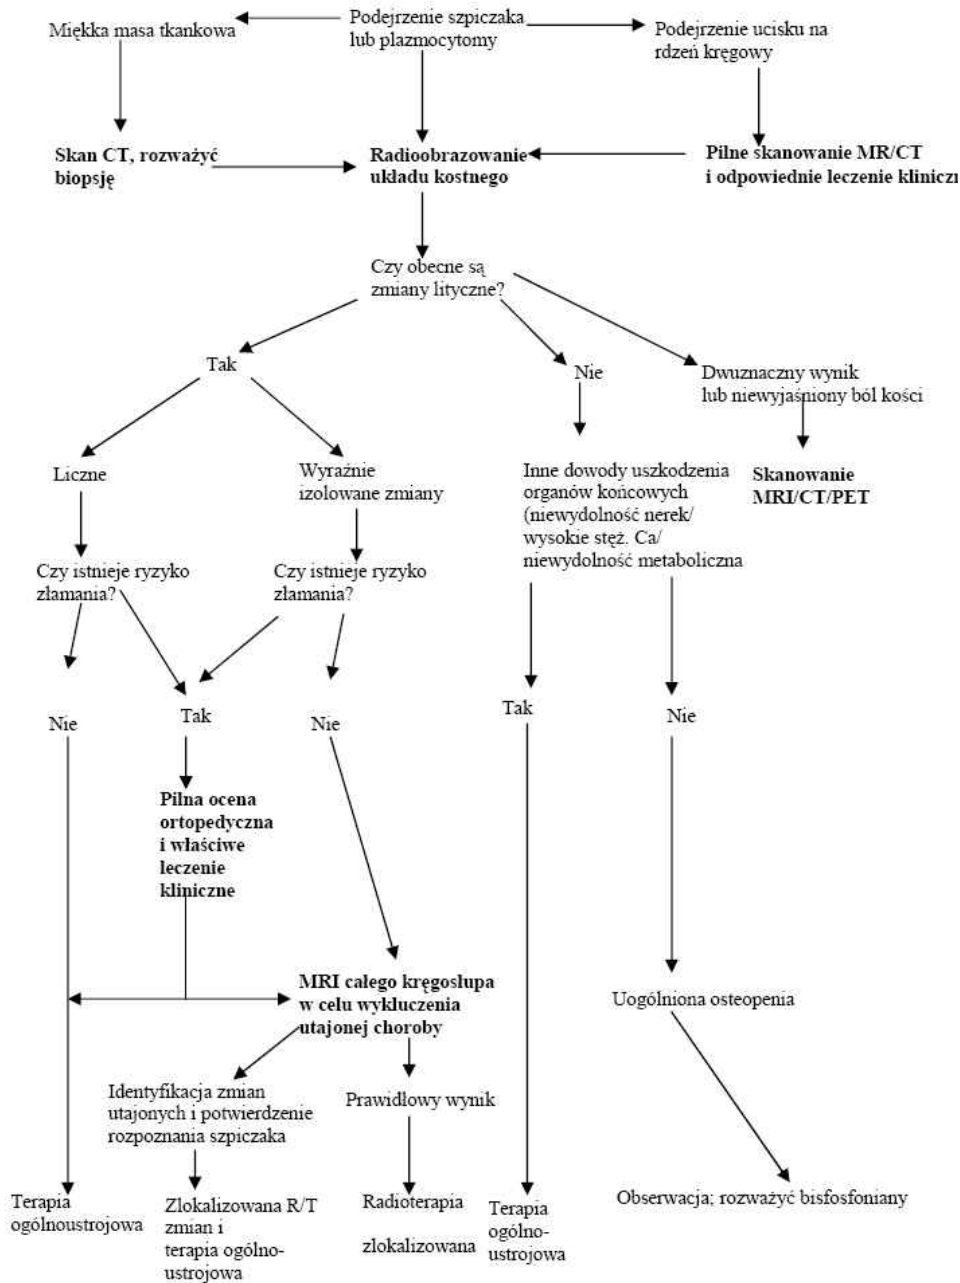 Miękka masa tkankowa
Podejrzenie szpiczaka
lub plazmocytomy
Podejrzenie ucisku na
rdzeń kręgowy
Skan CT, rozważyć
biopsję
Radioobrazowanie
układu kostnego
Pilne skanowanie MR/CT
i odpowiednie leczenie kliniczn
Czy obecne są
zmiany lityczne?
Tak
Nie
Dwuznaczny wynik
lub niewyjaśniony ból kości
Liczne
Wyraźnie
izolowane zmiany
Inne dowody uszkodzenia
organów końcowych
(niewydolność nerek/
wysokie stęż. Ca/
niewydolność metaboliczna
Skanowanie
MRI/CT/PET
Czy istnieje ryzyko
złamania?
Czy istnieje ryzyko
złamania?
Nie
Tak
Nie
Tak
Nie
Pilna ocena
ortopedyczna
i właściwe
leczenie
kliniczne
MRI całego kręgosłupa
w celu wykluczenia
utajonej choroby
Uogólniona osteopenia
Identyfikacja zmian
utajonych i potwierdzenie
rozpoznania szpiczaka
Prawidłowy wynik
Terapia
ogólnoustrojowa
Zlokalizowana R/T
zmian i
terapia ogólno-
ustrojowa
Radioterapia
zlokalizowana
Terapia
ogólno-
ustrojowa
Obserwacja; rozważyć bisfosfoniany